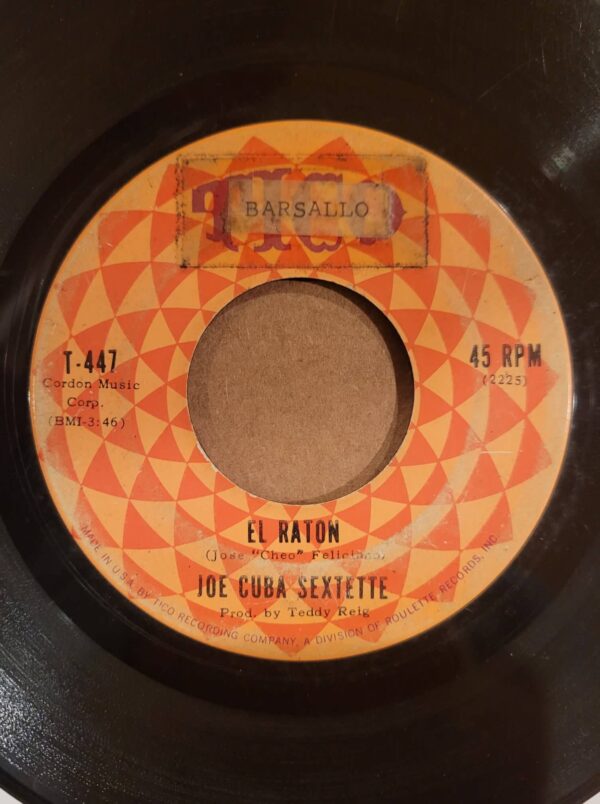 TICO
BARSALLO
T-447
Cordon Music
Corp.
(BMI-3:46)
45 RPM
(2225)
EL RATON
(Jose "Cheo" Feliciano)
JOE CUBA SEXTETTE
Prod. by Teddy Reig
MADE IN U.S.A. BY TICO RECORDING COMPANY, A DIVISION OF ROULETTE RECORDS, INC.